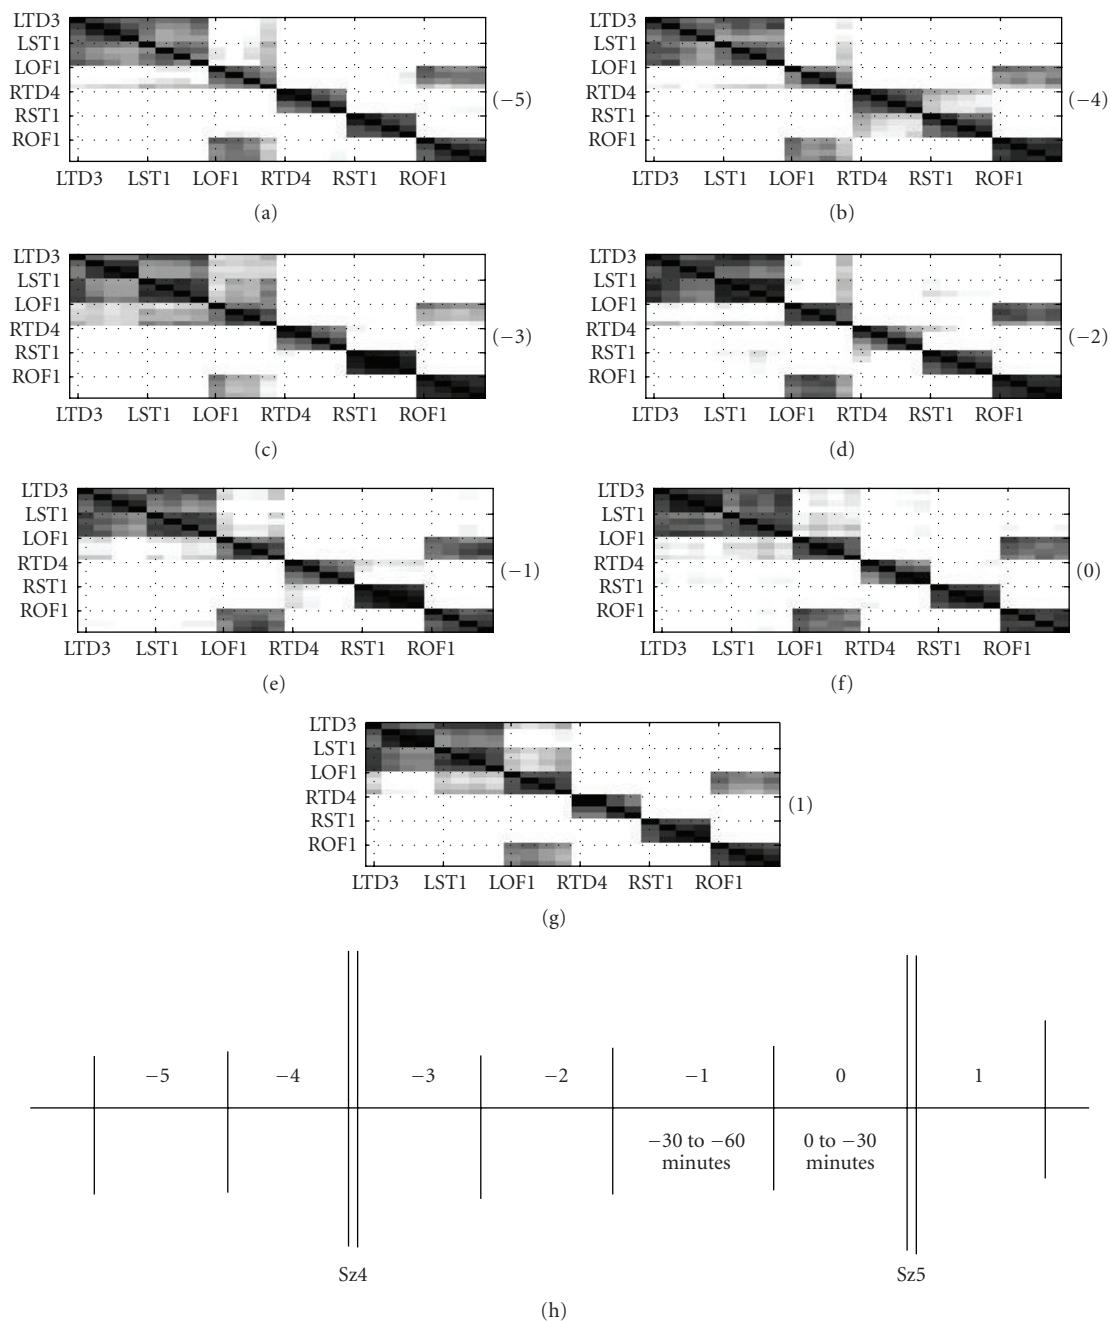 LTD3
LST1
LOF1
RTD4
RST1
ROF1
LTD3 LST1 LOF1 RTD4 RST1 ROF1
(−5)
(a)
LTD3
LST1
LOF1
RTD4
RST1
ROF1
LTD3 LST1 LOF1 RTD4 RST1 ROF1
(−4)
(b)
LTD3
LST1
LOF1
RTD4
RST1
ROF1
LTD3 LST1 LOF1 RTD4 RST1 ROF1
(−3)
(c)
LTD3
LST1
LOF1
RTD4
RST1
ROF1
LTD3 LST1 LOF1 RTD4 RST1 ROF1
(−2)
(d)
LTD3
LST1
LOF1
RTD4
RST1
ROF1
LTD3 LST1 LOF1 RTD4 RST1 ROF1
(−1)
(e)
LTD3
LST1
LOF1
RTD4
RST1
ROF1
LTD3 LST1 LOF1 RTD4 RST1 ROF1
(0)
(f)
LTD3
LST1
LOF1
RTD4
RST1
ROF1
LTD3 LST1 LOF1 RTD4 RST1 ROF1
(1)
(g)
−5 −4 −3 −2 −1 0 1
−30 to −60
minutes
0 to −30
minutes
Sz4 Sz5
(h)